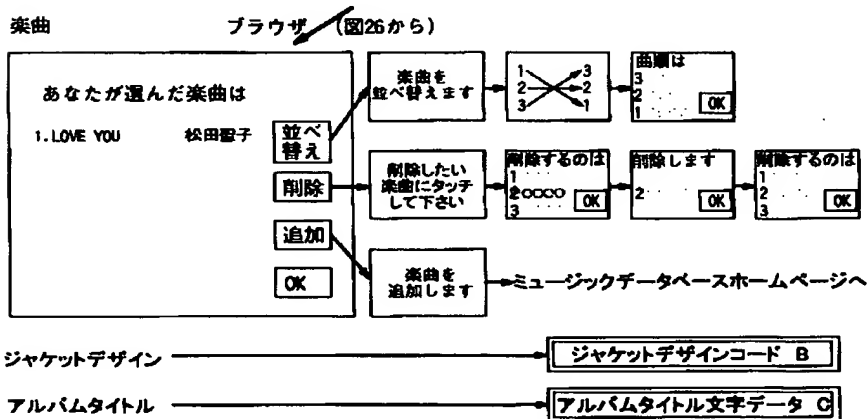 楽曲
ブラウザ (図26から)
あなたが選んだ楽曲は
1.LOVE YOU 松田聖子
並べ
替え
削除
追加
OK
楽曲を
並べ替えます
1 3
2 2
3 1
曲順は
3
2
1
OK
削除したい
楽曲にタッチ
して下さい
削除するのは
1
2○○○○
3
OK
削除します
2
OK
削除するのは
1
2
3
OK
楽曲を
追加します
ミュージックデータベースホームページへ
ジャケットデザイン
ジャケットデザインコード B
アルバムタイトル
アルバムタイトル文字データ C